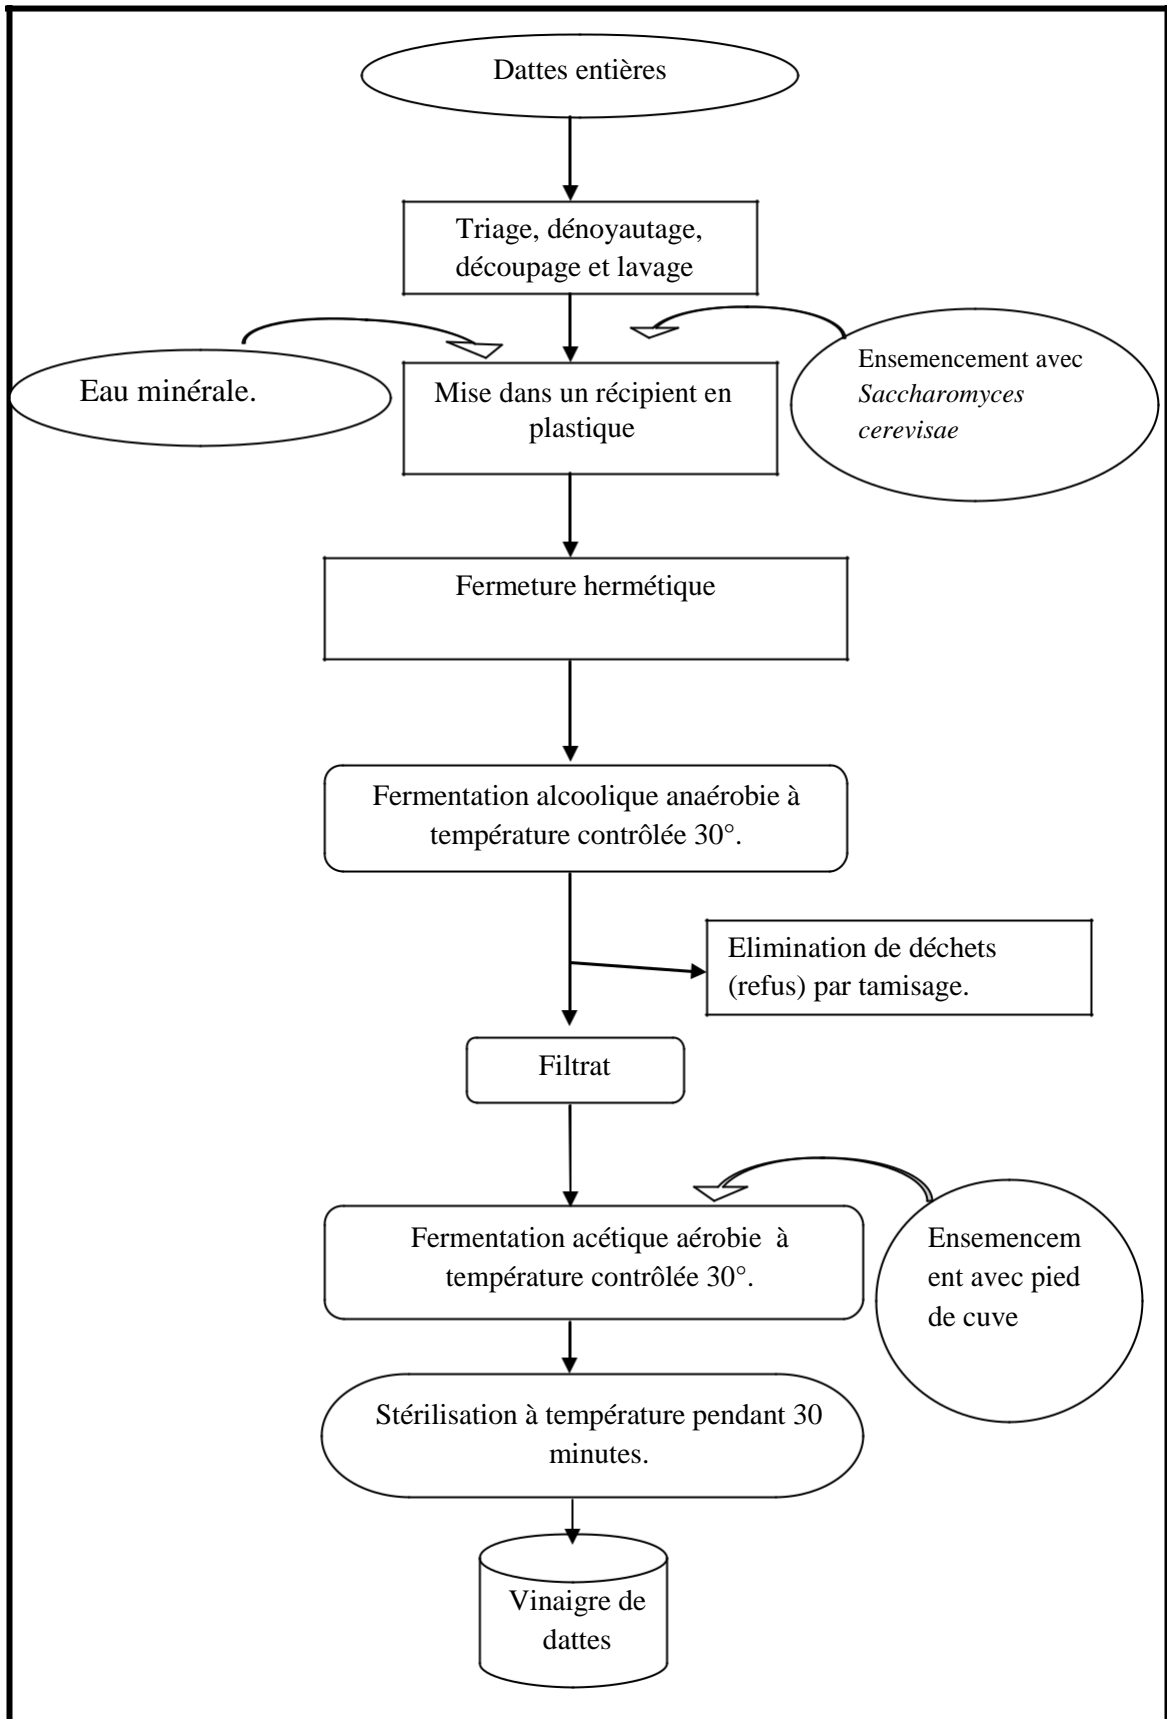 Dattes entières
Triage, dénoyautage,
découpage et lavage
Eau minérale.
Mise dans un récipient en
plastique
Ensemencement avec
Saccharomyces
cerevisae
Fermeture hermétique
Fermentation alcoolique anaérobie à
température contrôlée 30°.
Elimination de déchets
(refus) par tamisage.
Filtrat
Fermentation acétique aérobie à
température contrôlée 30°.
Ensemencem
ent avec pied
de cuve
Stérilisation à température pendant 30
minutes.
Vinaigre de
dattes